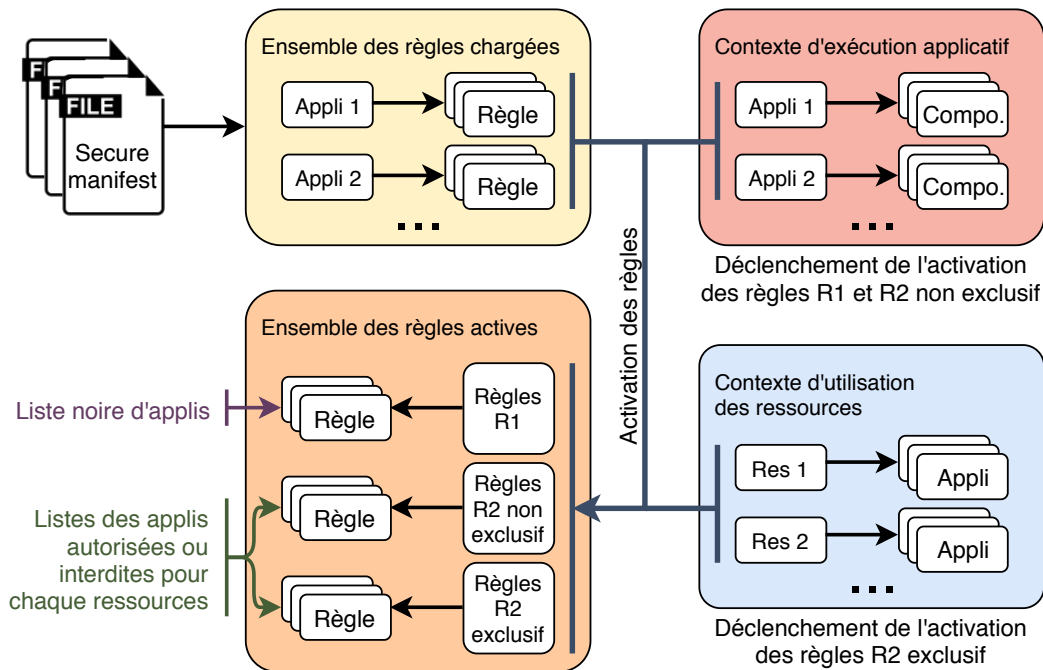 FILE
Secure
manifest
Ensemble des règles chargées
Appli 1
Règle
Appli 2
Règle
...
Contexte d'exécution applicatif
Appli 1
Compo.
Appli 2
Compo.
...
Déclenchement de l'activation
des règles R1 et R2 non exclusif
Activation des règles
Ensemble des règles actives
Liste noire d'applis
Règle
Règles
R1
Listes des applis
autorisées ou
interdites pour
chaque ressources
Règle
Règles
R2 non
exclusif
Règle
Règles
R2
exclusif
Contexte d'utilisation
des ressources
Res 1
Appli
Res 2
Appli
...
Déclenchement de l'activation
des règles R2 exclusif